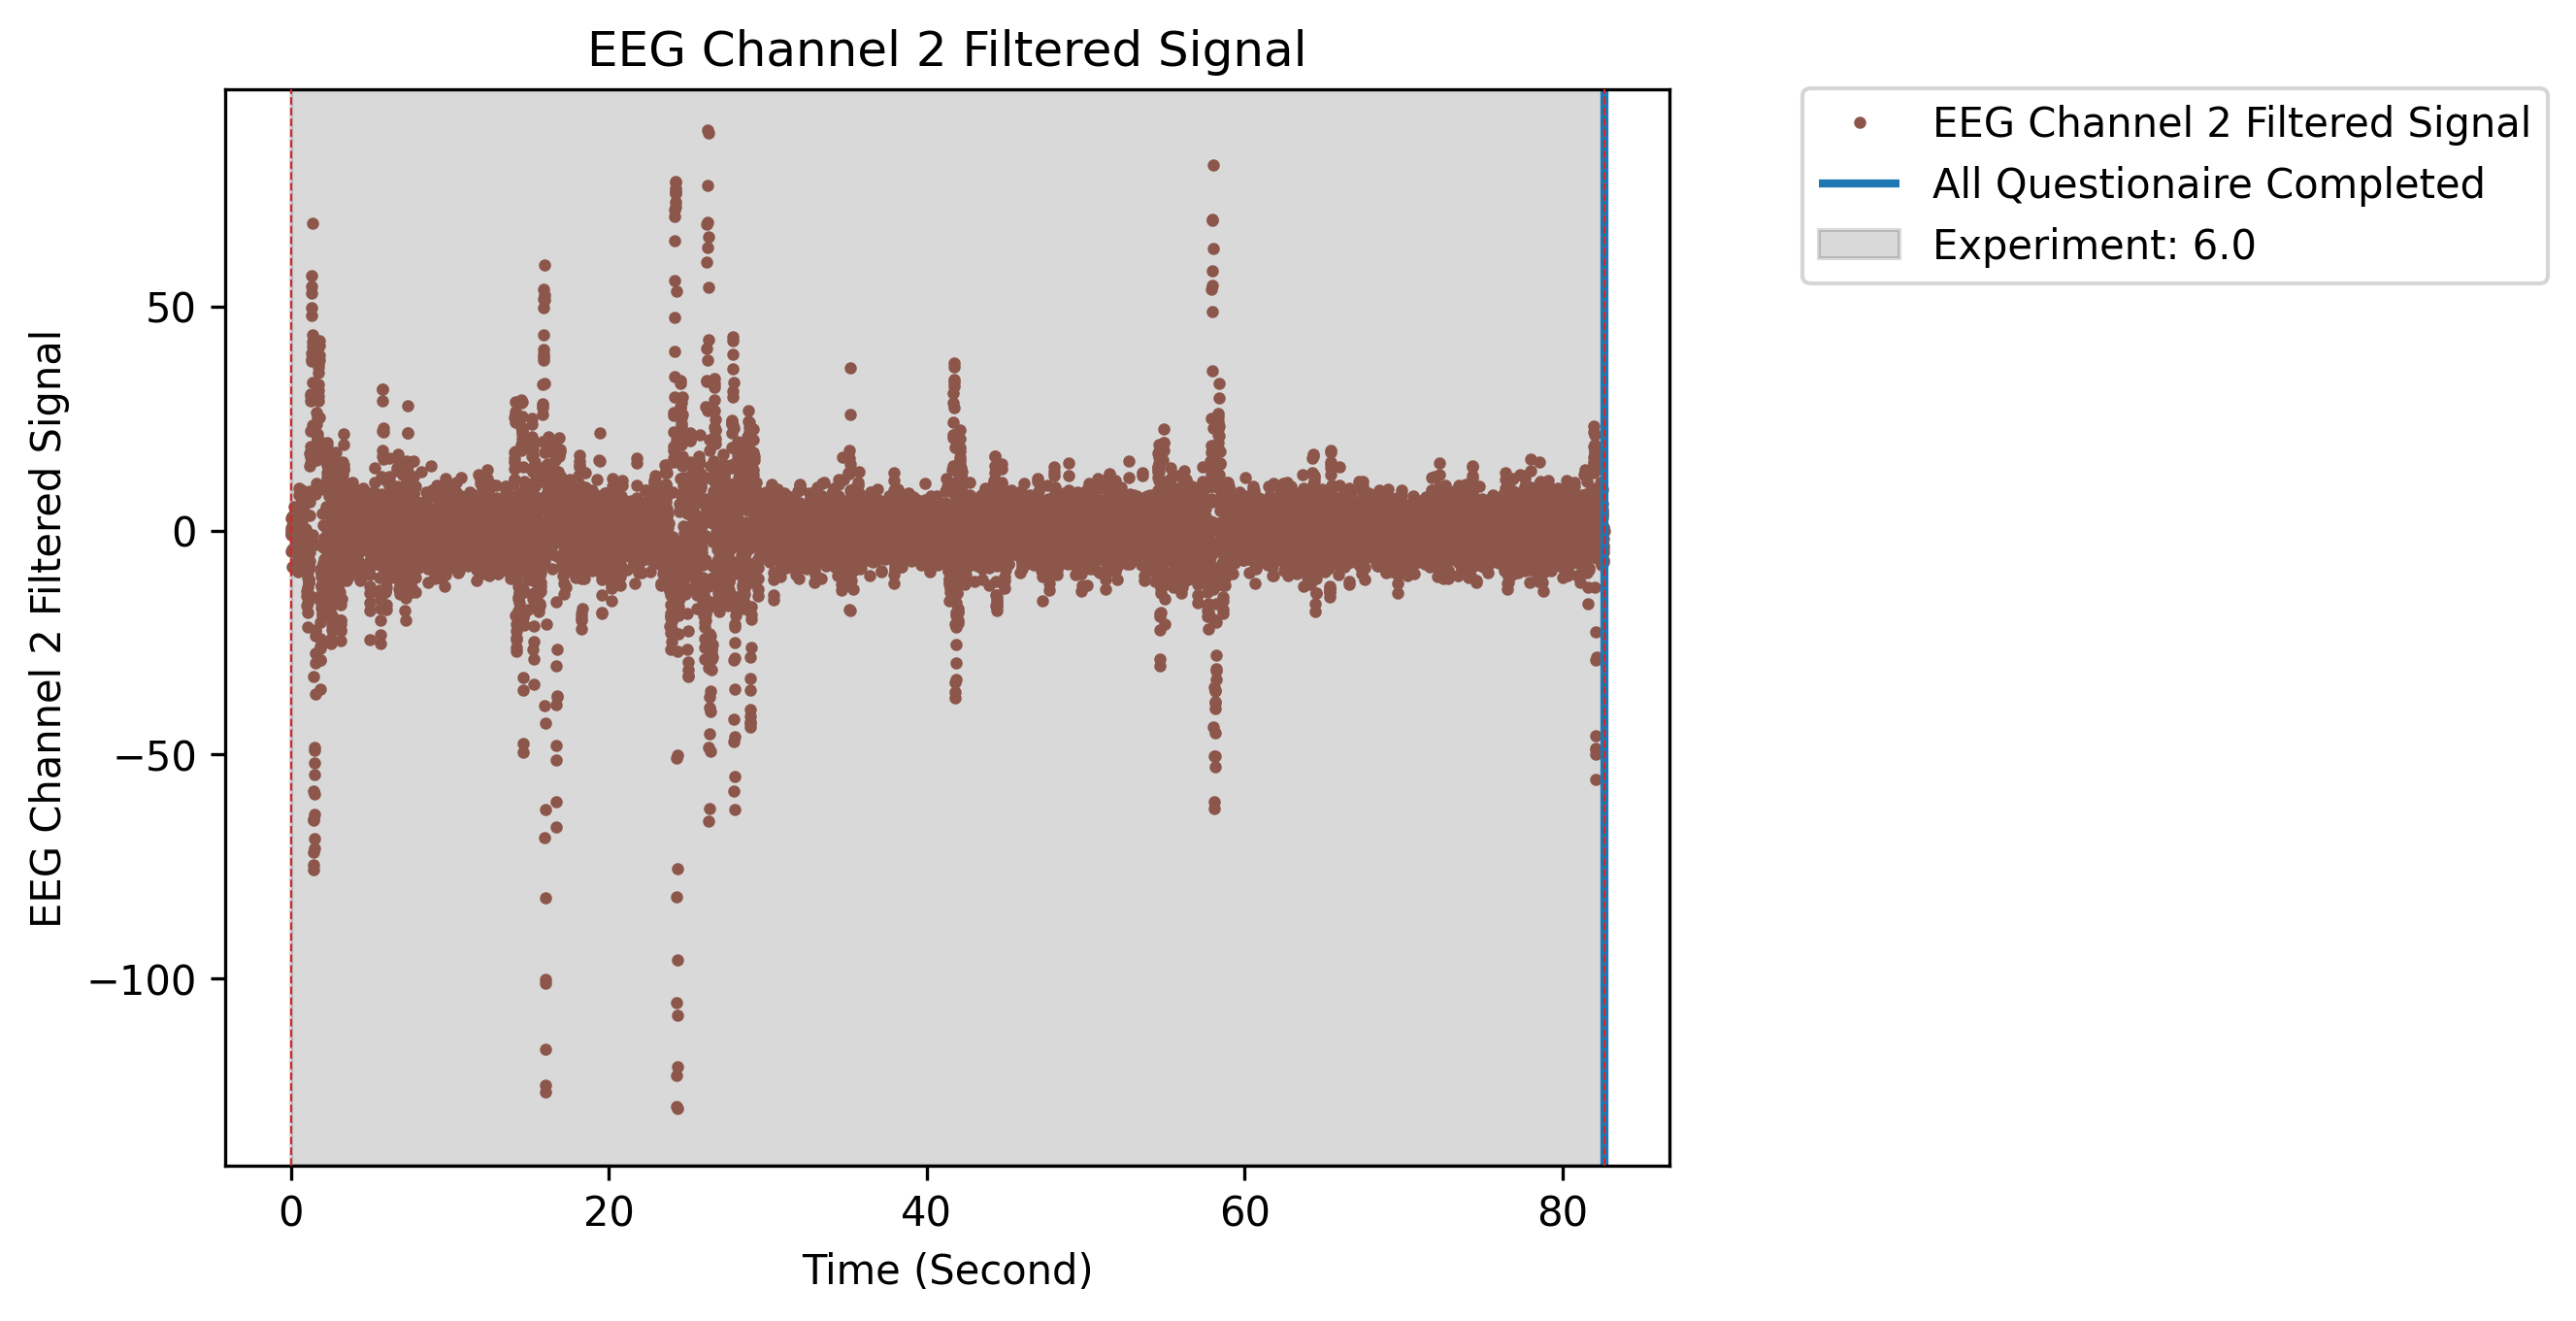 EEG Channel 2 Filtered Signal
EEG Channel 2 Filtered Signal
All Questionaire Completed
Experiment: 6.0
EEG Channel 2 Filtered Signal
50
0
−50
−100
0 20 40 60 80
Time (Second)